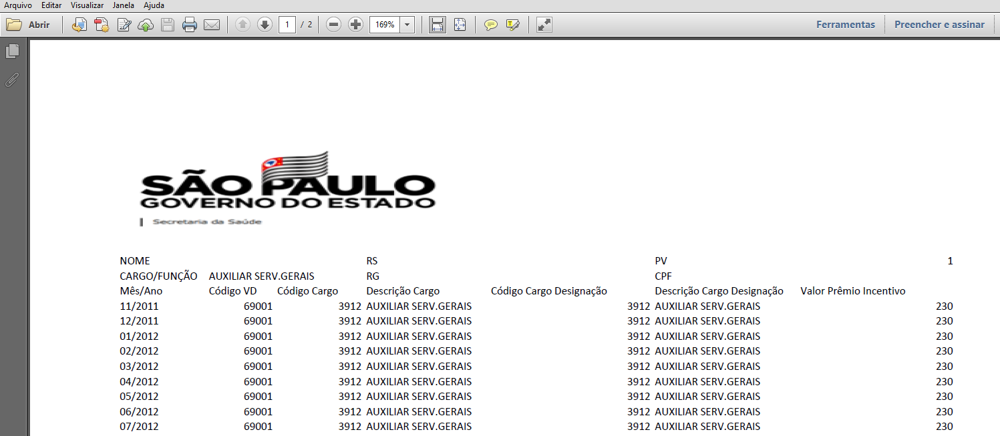 Arquivo Editar Visualizar Janela Ajuda
Abrir 1 / 2 169% Ferramentas Preencher e assinar
SÃO PAULO
GOVERNO DO ESTADO
Secretaria da Saúde
NOME RS PV 1
CARGO/FUNÇÃO AUXILIAR SERV.GERAIS RG CPF
Mês/Ano Código VD Código Cargo Descrição Cargo Código Cargo Designação Descrição Cargo Designação Valor Prêmio Incentivo
11/2011 69001 3912 AUXILIAR SERV.GERAIS 3912 AUXILIAR SERV.GERAIS 230
12/2011 69001 3912 AUXILIAR SERV.GERAIS 3912 AUXILIAR SERV.GERAIS 230
01/2012 69001 3912 AUXILIAR SERV.GERAIS 3912 AUXILIAR SERV.GERAIS 230
02/2012 69001 3912 AUXILIAR SERV.GERAIS 3912 AUXILIAR SERV.GERAIS 230
03/2012 69001 3912 AUXILIAR SERV.GERAIS 3912 AUXILIAR SERV.GERAIS 230
04/2012 69001 3912 AUXILIAR SERV.GERAIS 3912 AUXILIAR SERV.GERAIS 230
05/2012 69001 3912 AUXILIAR SERV.GERAIS 3912 AUXILIAR SERV.GERAIS 230
06/2012 69001 3912 AUXILIAR SERV.GERAIS 3912 AUXILIAR SERV.GERAIS 230
07/2012 69001 3912 AUXILIAR SERV.GERAIS 3912 AUXILIAR SERV.GERAIS 230